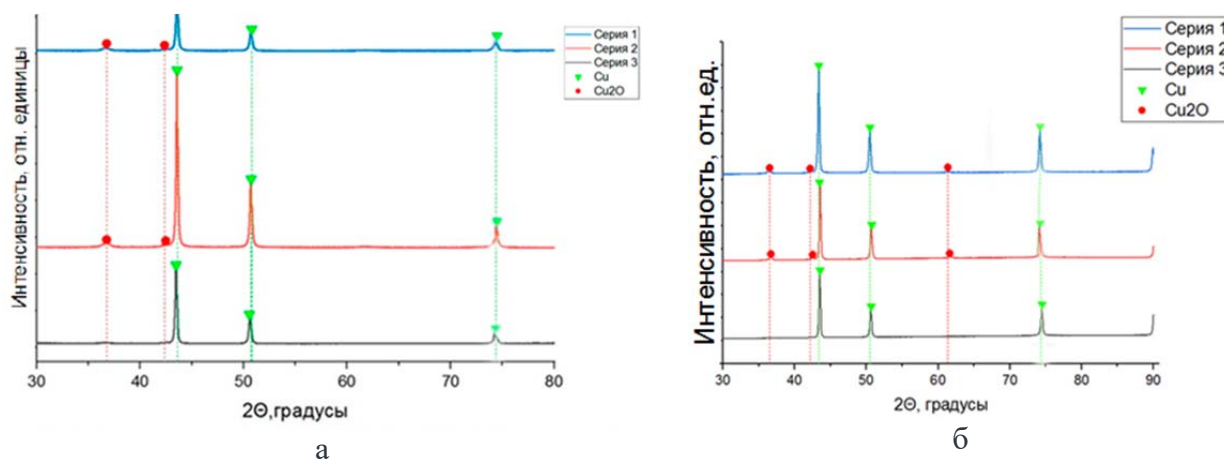 Интенсивность, отн. единицы
Серия 1
Серия 2
Серия 3
Cu
Cu2O
30 40 50 60 70 80
2Θ,градусы
а
Интенсивность, отн.ед.
Серия 1
Серия 2
Серия 3
Cu
Cu2O
30 40 50 60 70 80 90
2Θ, градусы
б